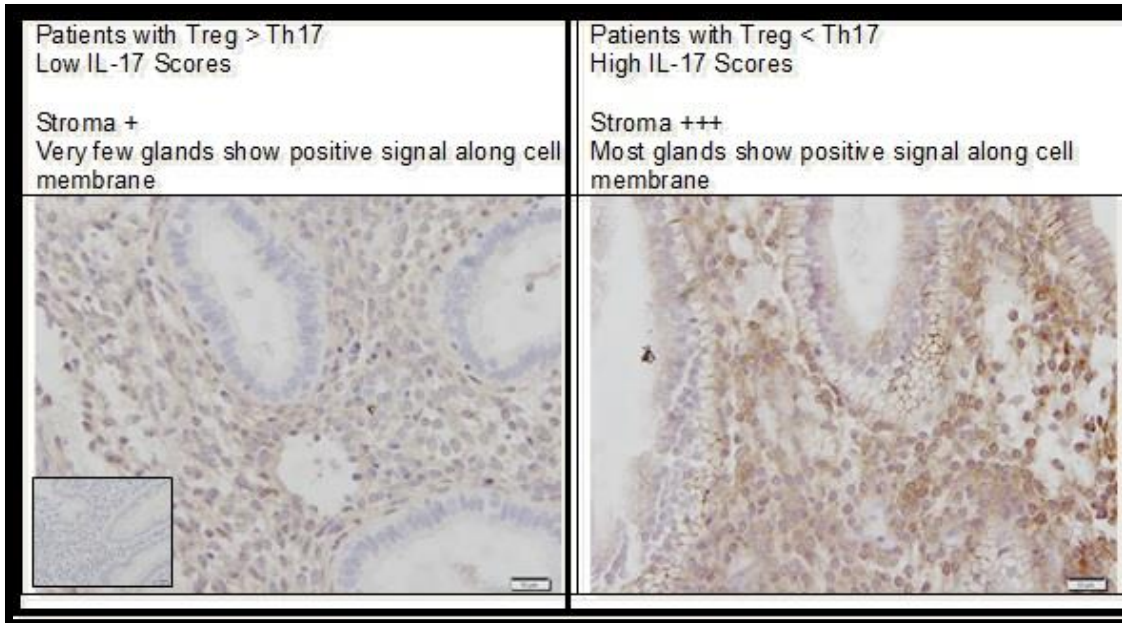 Patients with Treg > Th17
Low IL-17 Scores
Stroma +
Very few glands show positive signal along cell
membrane
Patients with Treg < Th17
High IL-17 Scores
Stroma +++
Most glands show positive signal along cell
membrane